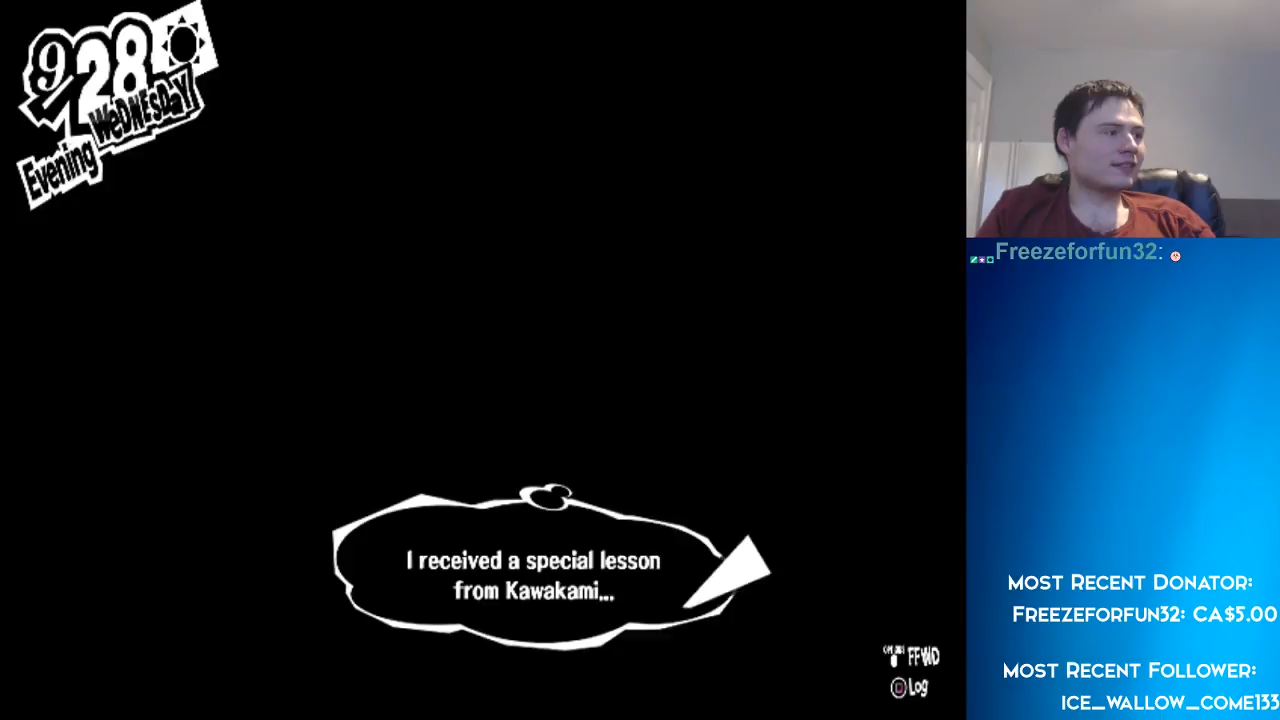 9/28
WeDNESDaY
Evening
I received a special lesson
from Kawakami...
FFWD
Log
Freezeforfun32:
MOST RECENT DONATOR:
FREEZEFORFUN32: CA$5.00
MOST RECENT FOLLOWER:
ICE_WALLOW_COME133